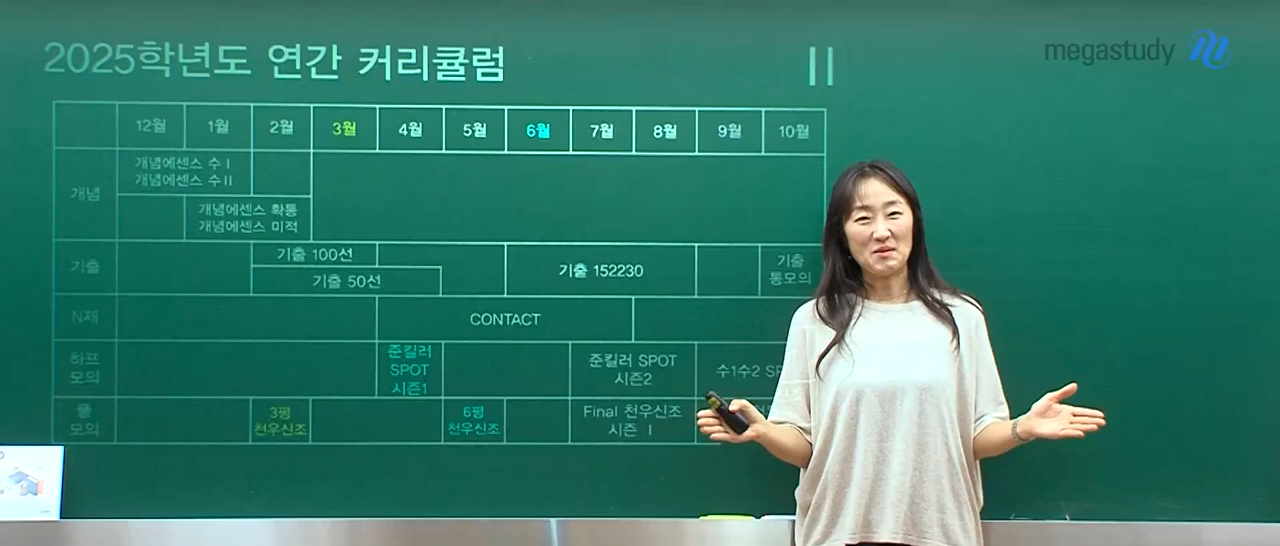 2025학년도 연간 커리큘럼
megastudy
12월 1월 2월 3월 4월 5월 6월 7월 8월 9월 10월
개념
개념에센스 수Ⅰ
개념에센스 수Ⅱ
개념에센스 확통
개념에센스 미적
기출
기출 100선
기출 50선
기출 152230
기출
통모의
N제
CONTACT
하프
모의
준킬러
SPOT
시즌1
준킬러 SPOT
시즌2
수1수2
풀
모의
3평
천우신조
6평
천우신조
Final 천우신조
시즌 Ⅰ